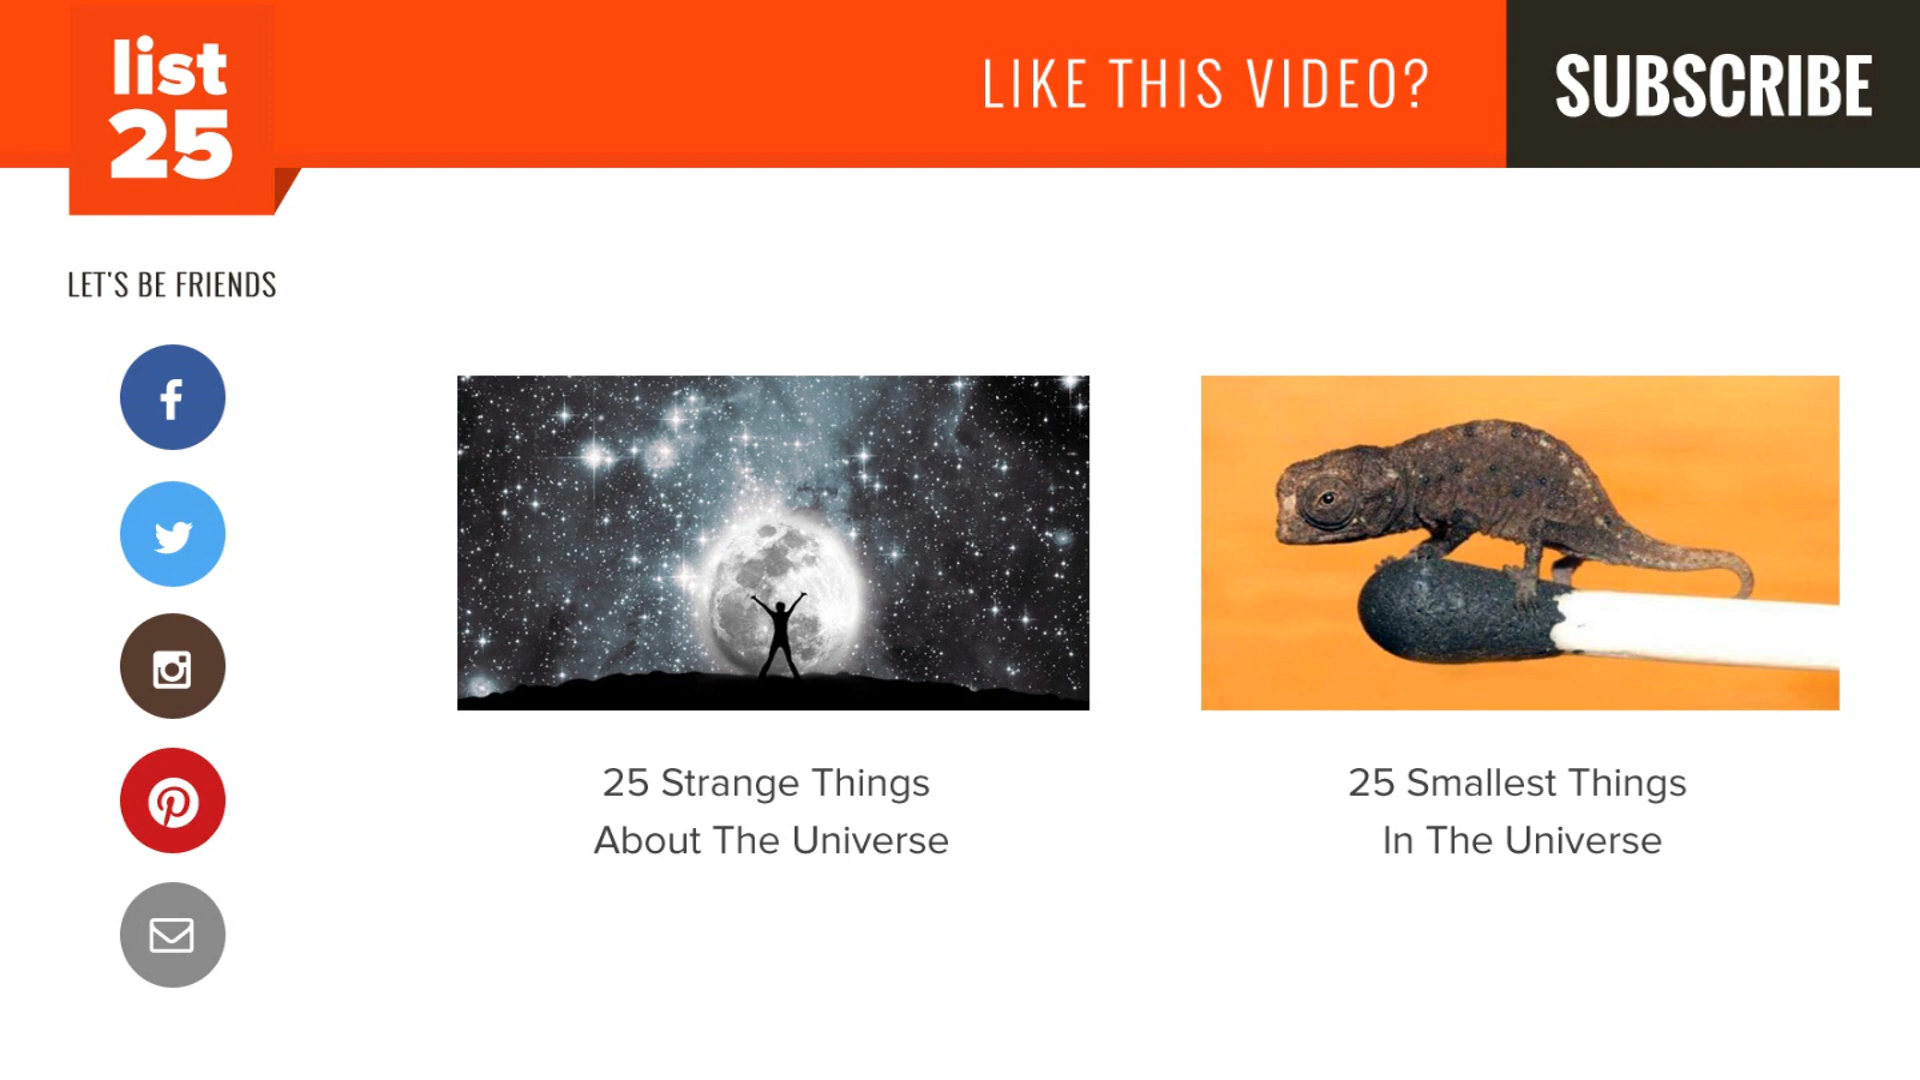 list
25
LIKE THIS VIDEO?
SUBSCRIBE
LET'S BE FRIENDS
25 Strange Things
About The Universe
25 Smallest Things
In The Universe